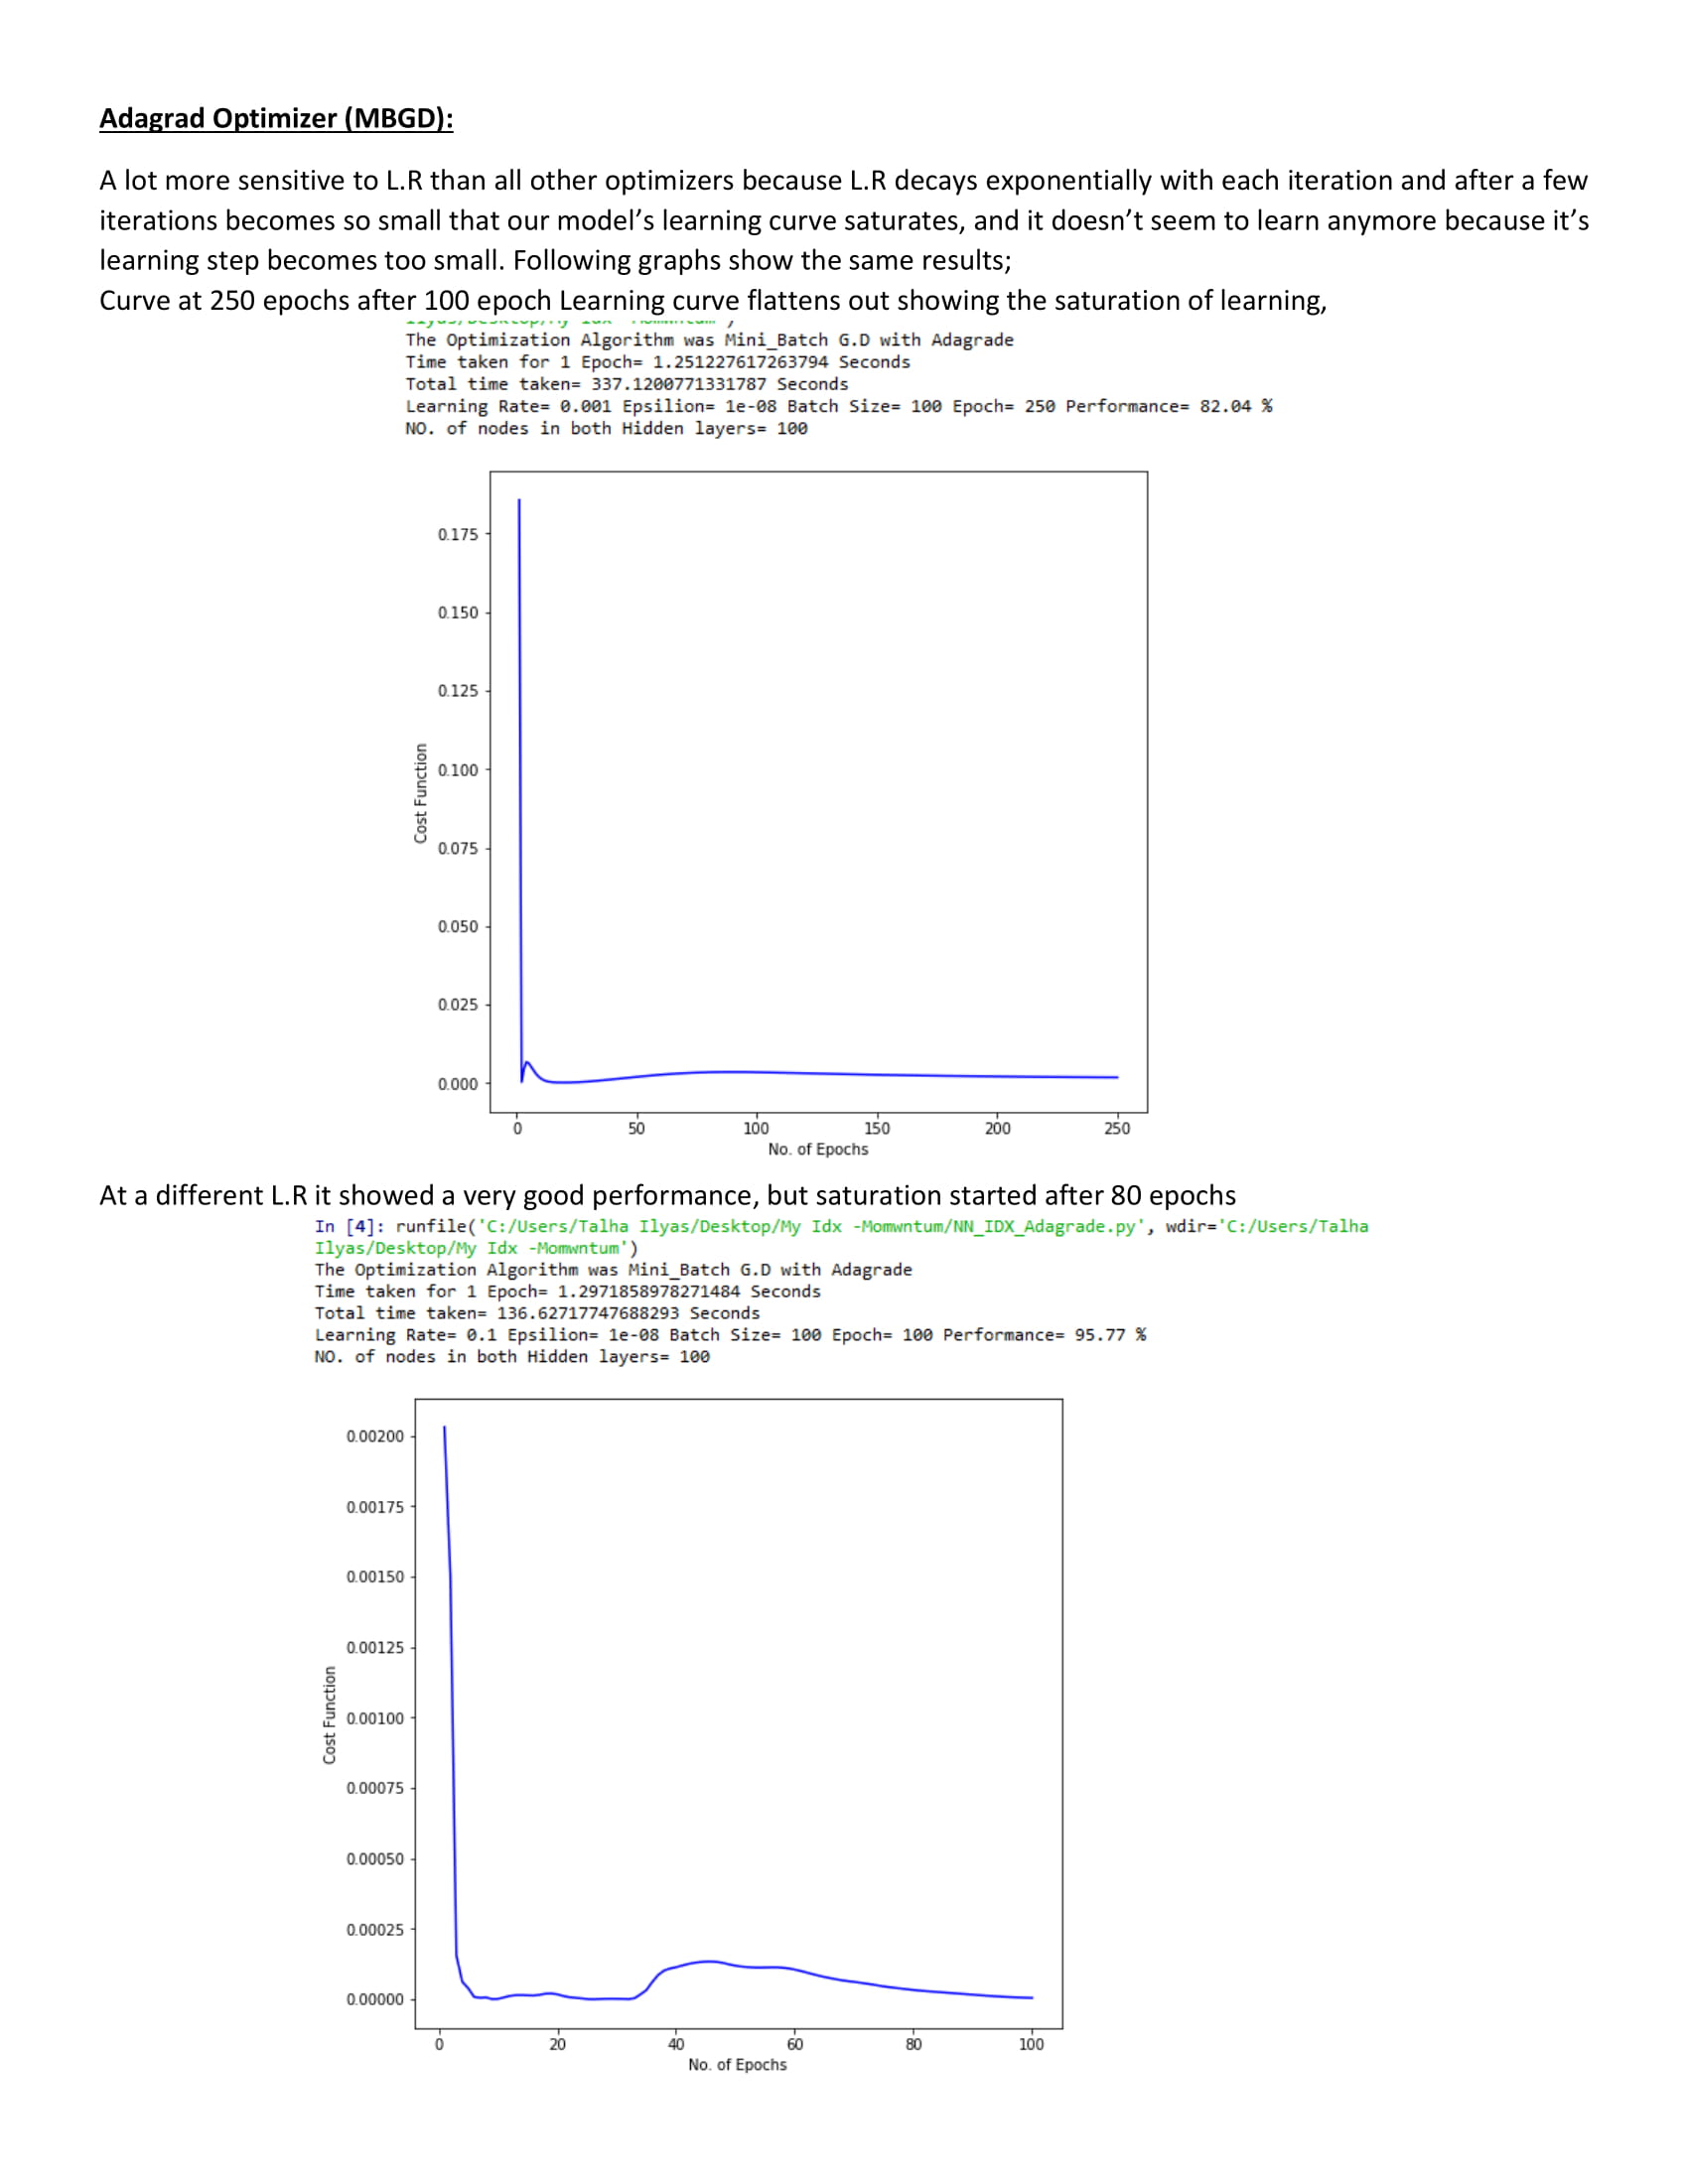 Adagrad Optimizer (MBGD):
A lot more sensitive to L.R than all other optimizers because L.R decays exponentially with each iteration and after a few
iterations becomes so small that our model’s learning curve saturates, and it doesn’t seem to learn anymore because it’s
learning step becomes too small. Following graphs show the same results;
Curve at 250 epochs after 100 epoch Learning curve flattens out showing the saturation of learning,
The Optimization Algorithm was Mini_Batch G.D with Adagrade
Time taken for 1 Epoch= 1.251227617263794 Seconds
Total time taken= 337.1200771331787 Seconds
Learning Rate= 0.001 Epsilion= 1e-08 Batch Size= 100 Epoch= 250 Performance= 82.04 %
NO. of nodes in both Hidden layers= 100
0.175
0.150
0.125
0.100
0.075
0.050
0.025
0.000
Cost Function
0 50 100 150 200 250
No. of Epochs
At a different L.R it showed a very good performance, but saturation started after 80 epochs
In [4]: runfile('C:/Users/Talha Ilyas/Desktop/My Idx -Momwntum/NN_IDX_Adagrade.py', wdir='C:/Users/Talha
Ilyas/Desktop/My Idx -Momwntum')
The Optimization Algorithm was Mini_Batch G.D with Adagrade
Time taken for 1 Epoch= 1.2971858978271484 Seconds
Total time taken= 136.62717747688293 Seconds
Learning Rate= 0.1 Epsilion= 1e-08 Batch Size= 100 Epoch= 100 Performance= 95.77 %
NO. of nodes in both Hidden layers= 100
0.00200
0.00175
0.00150
0.00125
0.00100
0.00075
0.00050
0.00025
0.00000
Cost Function
0 20 40 60 80 100
No. of Epochs